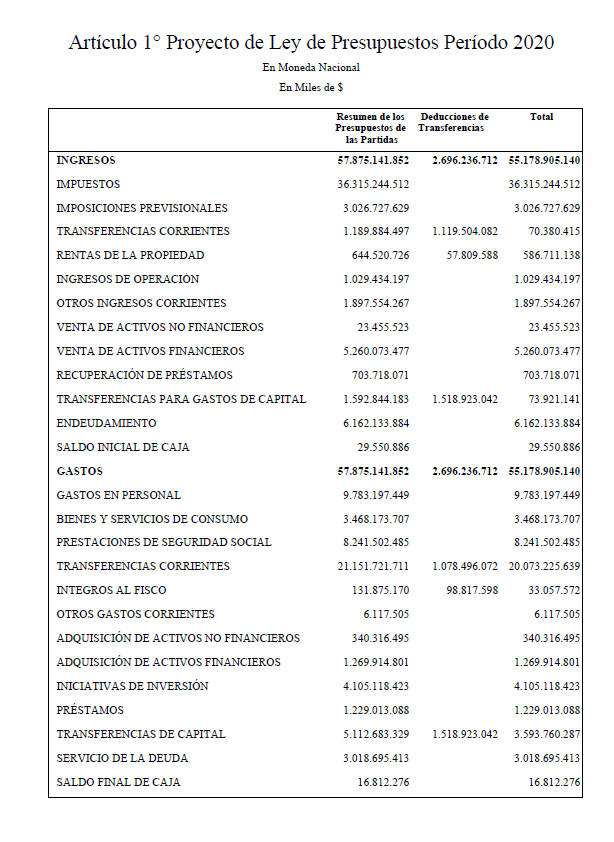 Artículo 1° Proyecto de Ley de Presupuestos Período 2020
En Moneda Nacional
En Miles de $
Resumen de los Presupuestos de las Partidas Deducciones de Transferencias Total
INGRESOS 57.875.141.852 2.696.236.712 55.178.905.140
IMPUESTOS 36.315.244.512 36.315.244.512
IMPOSICIONES PREVISIONALES 3.026.727.629 3.026.727.629
TRANSFERENCIAS CORRIENTES 1.189.884.497 1.119.504.082 70.380.415
RENTAS DE LA PROPIEDAD 644.520.726 57.809.588 586.711.138
INGRESOS DE OPERACIÓN 1.029.434.197 1.029.434.197
OTROS INGRESOS CORRIENTES 1.897.554.267 1.897.554.267
VENTA DE ACTIVOS NO FINANCIEROS 23.455.523 23.455.523
VENTA DE ACTIVOS FINANCIEROS 5.260.073.477 5.260.073.477
RECUPERACIÓN DE PRÉSTAMOS 703.718.071 703.718.071
TRANSFERENCIAS PARA GASTOS DE CAPITAL 1.592.844.183 1.518.923.042 73.921.141
ENDEUDAMIENTO 6.162.133.884 6.162.133.884
SALDO INICIAL DE CAJA 29.550.886 29.550.886
GASTOS 57.875.141.852 2.696.236.712 55.178.905.140
GASTOS EN PERSONAL 9.783.197.449 9.783.197.449
BIENES Y SERVICIOS DE CONSUMO 3.468.173.707 3.468.173.707
PRESTACIONES DE SEGURIDAD SOCIAL 8.241.502.485 8.241.502.485
TRANSFERENCIAS CORRIENTES 21.151.721.711 1.078.496.072 20.073.225.639
INTEGROS AL FISCO 131.875.170 98.817.598 33.057.572
OTROS GASTOS CORRIENTES 6.117.505 6.117.505
ADQUISICIÓN DE ACTIVOS NO FINANCIEROS 340.316.495 340.316.495
ADQUISICIÓN DE ACTIVOS FINANCIEROS 1.269.914.801 1.269.914.801
INICIATIVAS DE INVERSIÓN 4.105.118.423 4.105.118.423
PRÉSTAMOS 1.229.013.088 1.229.013.088
TRANSFERENCIAS DE CAPITAL 5.112.683.329 1.518.923.042 3.593.760.287
SERVICIO DE LA DEUDA 3.018.695.413 3.018.695.413
SALDO FINAL DE CAJA 16.812.276 16.812.276